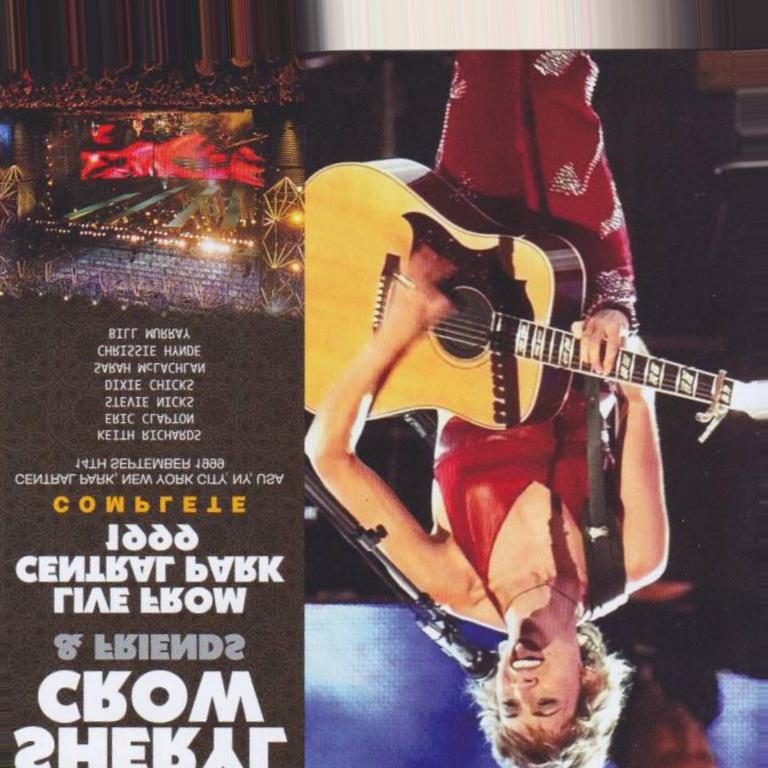 SHERYL
CROW
& FRIENDS
LIVE FROM
CENTRAL PARK
1999
COMPLETE
CENTRAL PARK, NEW YORK CITY, NY, USA
14TH SEPTEMBER 1999
KEITH RICHARDS
ERIC CLAPTON
STEVIE NICKS
DIXIE CHICKS
SARAH McLACHLAN
CHRISSIE HYNDE
BILL MURRAY